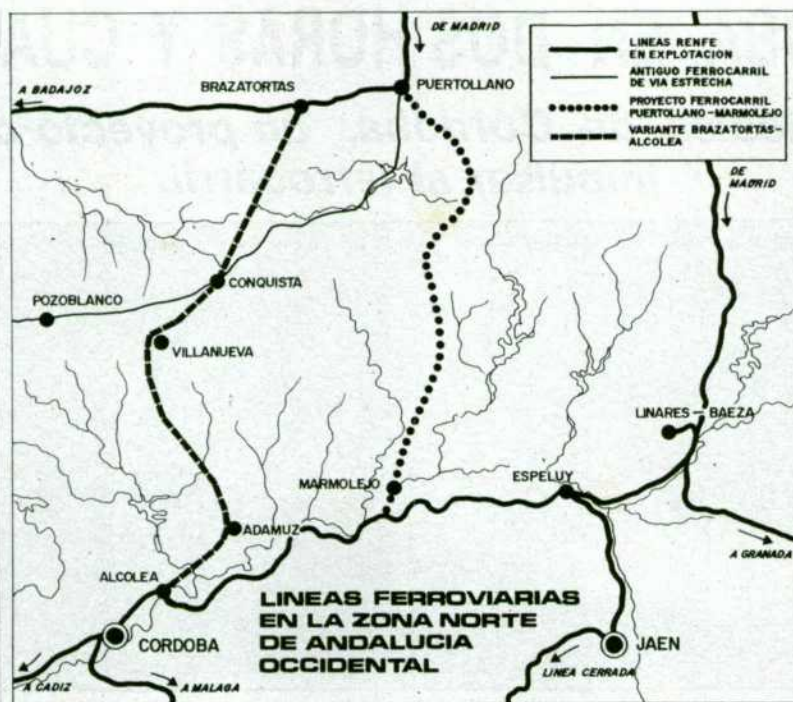 DE MADRID
LINEAS RENFE
EN EXPLOTACION
ANTIGUO FERROCARRIL
DE VIA ESTRECHA
PROYECTO FERROCARRIL
PUERTOLLANO-MARMOLEJO
VARIANTE BRAZATORTAS-
ALCOLEA
A BADAJOZ
BRAZATORTAS
PUERTOLLANO
DE
MADRID
CONQUISTA
POZOBLANCO
VILLANUEVA
LINARES-BAEZA
MARMOLEJO
ESPELUY
ADAMUZ
A GRANADA
ALCOLEA
LINEAS FERROVIARIAS
EN LA ZONA NORTE
DE ANDALUCIA
OCCIDENTAL
CORDOBA
JAEN
LINEA CERRADA
A CADIZ
A MALAGA